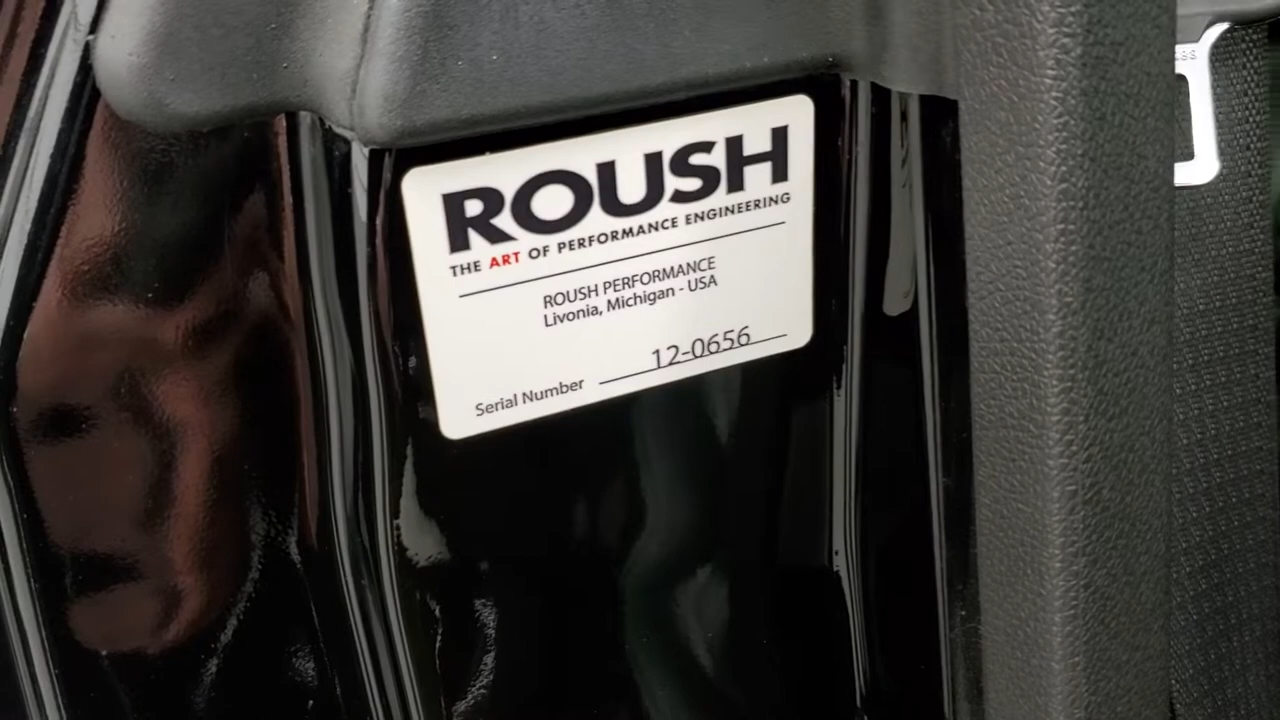 ROUSH
THE ART OF PERFORMANCE ENGINEERING
ROUSH PERFORMANCE
Livonia, Michigan - USA
Serial Number 12-0656